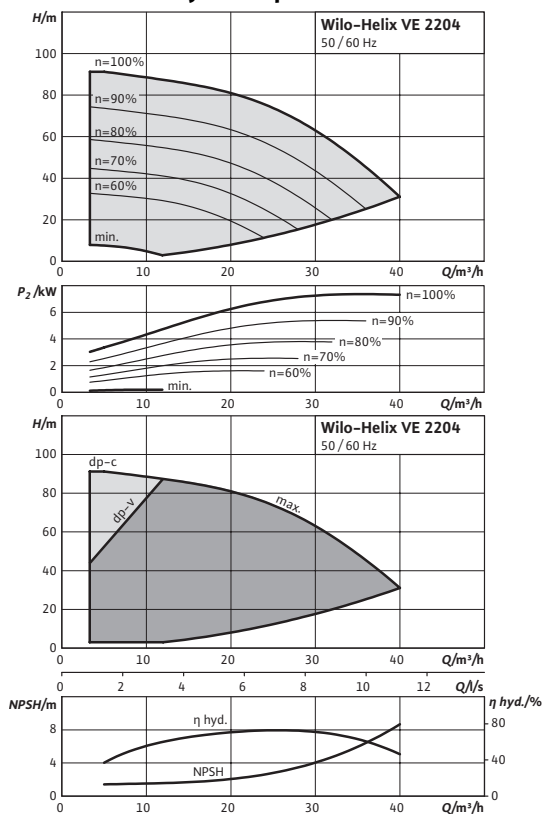 H/m
Wilo-Helix VE 2204
50 / 60 Hz
n=100%
100
n=90%
80
n=80%
60
n=70%
40
n=60%
20
min.
0
0 10 20 30 40 Q/m³/h
P₂ /kW
n=100%
6
n=90%
4
n=80%
n=70%
2
n=60%
min.
0
0 10 20 30 40 Q/m³/h
H/m
Wilo-Helix VE 2204
50 / 60 Hz
100
dp-c
max.
80
dp-v
60
40
20
0
0 10 20 30 40 Q/m³/h
0 2 4 6 8 10 12 Q/l/s
NPSH/m
η hyd./%
η hyd.
8
80
4
40
NPSH
0
0
0 10 20 30 40 Q/m³/h